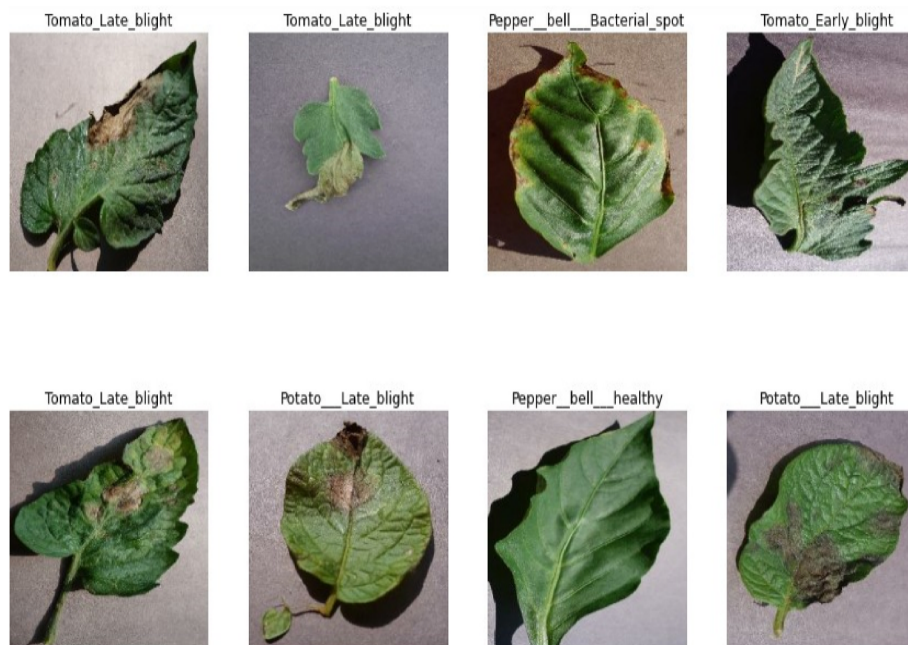 Tomato_Late_blight
Tomato_Late_blight
Pepper__bell___Bacterial_spot
Tomato_Early_blight
Tomato_Late_blight
Potato___Late_blight
Pepper__bell___healthy
Potato___Late_blight